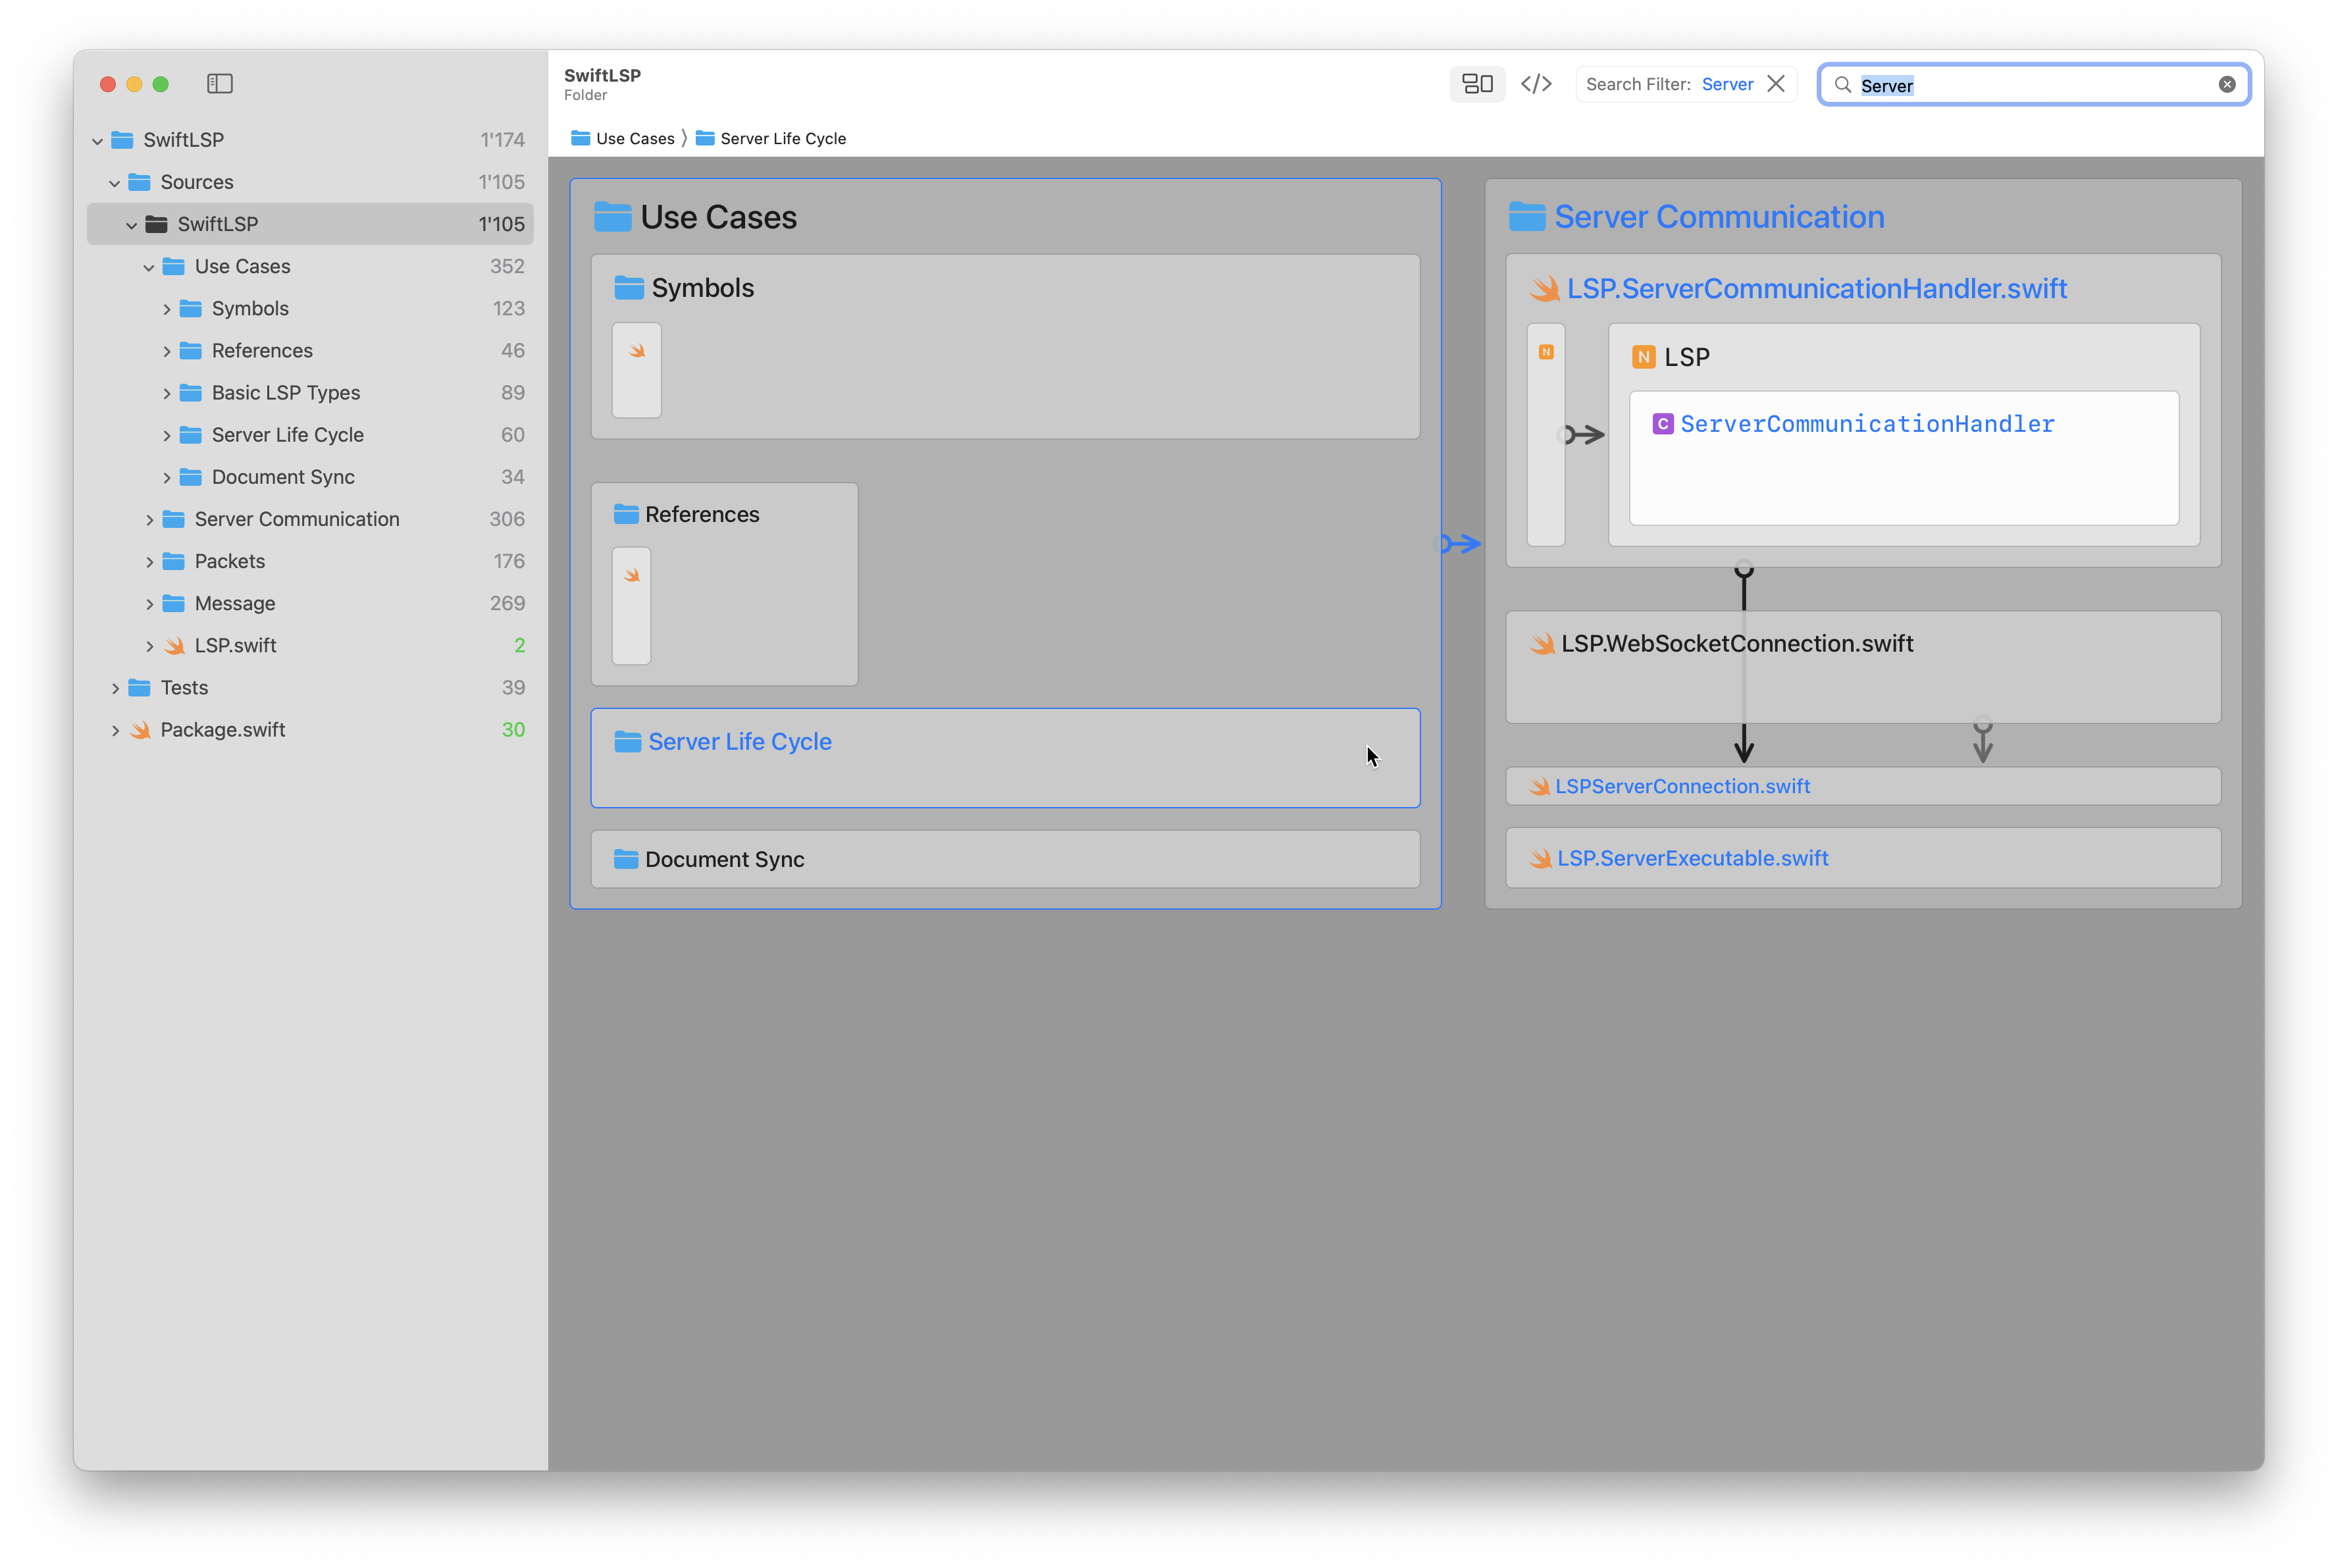 SwiftLSP
Folder
Search Filter: Server
Server
Use Cases
Server Life Cycle
SwiftLSP 1'174
Sources 1'105
SwiftLSP 1'105
Use Cases 352
Symbols 123
References 46
Basic LSP Types 89
Server Life Cycle 60
Document Sync 34
Server Communication 306
Packets 176
Message 269
LSP.swift 2
Tests 39
Package.swift 30
Use Cases
Symbols
References
Server Life Cycle
Document Sync
Server Communication
LSP.ServerCommunicationHandler.swift
N
N LSP
C ServerCommunicationHandler
LSP.WebSocketConnection.swift
LSPServerConnection.swift
LSP.ServerExecutable.swift